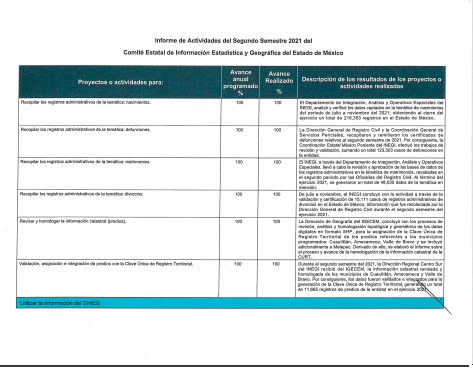 Informe de Actividades del Segundo Semestre 2021 del
Comité Estatal de Información Estadística y Geográfica del Estado de México
Proyectos o actividades para:
Avance anual programado %
Avance Realizado %
Descripción de los resultados de los proyectos o actividades realizadas
Recopilar los registros administrativos de la temática: nacimientos.
100
100
El Departamento de Integración, Análisis y Operativos Especiales del
INEGI, analizó y verificó los datos captados en la temática de nacimientos
del periodo de julio a noviembre del 2021; obteniendo al cierre del
ejercicio un total de 216,353 registros en el Estado de México.
Recopilar los registros administrativos de la temática: defunciones.
100
100
La Dirección General de Registro Civil y la Coordinación General de
Servicios Periciales, recopilaron y remitieron los certificados de
defunciones relativos al segundo semestre de 2021. Por consiguiente, la
Coordinación Estatal México Poniente del INEGI, efectuó los trabajos de
revisión y validación, sumando un total 123,353 casos de defunciones en
la entidad.
Recopilar los registros administrativos de la temática: matrimonios.
100
100
El INEGI, a través del Departamento de Integración, Análisis y Operativos
Especiales, llevó a cabo la revisión y aprobación de las bases de datos de
los registros administrativos en la temática de matrimonios, recabadas en
el segundo periodo por las Oficialías del Registro Civil. Al término del
ejercicio 2021, se generaron un total de 48,035 datos de la temática en
mención.
Recopilar los registros administrativos de la temática: divorcios.
100
100
De julio a noviembre, el INEGI concluyó con la actividad a través de la
validación y certificación de 15,111 casos de registros administrativos de
divorcios en el Estado de México, información que fue recolectada por la
Dirección General de Registro Civil durante el segundo semestre del
ejercicio 2021.
Revisar y homologar la información catastral (predios).
100
100
La Dirección de Geografía del IGECEM, concluyó con los procesos de
revisión, análisis y homologación topológica y geométrica de los datos
digitales en formato SHP, para la asignación de la Clave Única de
Registro Territorial de los predios referentes a los municipios
programados: Cuautitlán, Amecameca, Valle de Bravo y se incluyó
adicionalmente a Metepec. Derivado de ello, se elaboró el informe sobre
el proceso y avance de la homologación de la información catastral de la
CURT.
Validación, asignación e integración de predios con la Clave Única de Registro Territorial.
100
100
Durante el segundo semestre del 2021, la Dirección Regional Centro Sur
del INEGI recibió del IGECEM, la información catastral revisada y
homologada de los municipios de Cuautitlán, Amecameca y Valle de
Bravo. Por consiguiente, los datos fueron validados e integrados para la
generación de la Clave Única de Registro Territorial, generando un total
de 11,865 registros de predios de la entidad en el ejercicio 2021.
Utilizar la Información del SNIEG